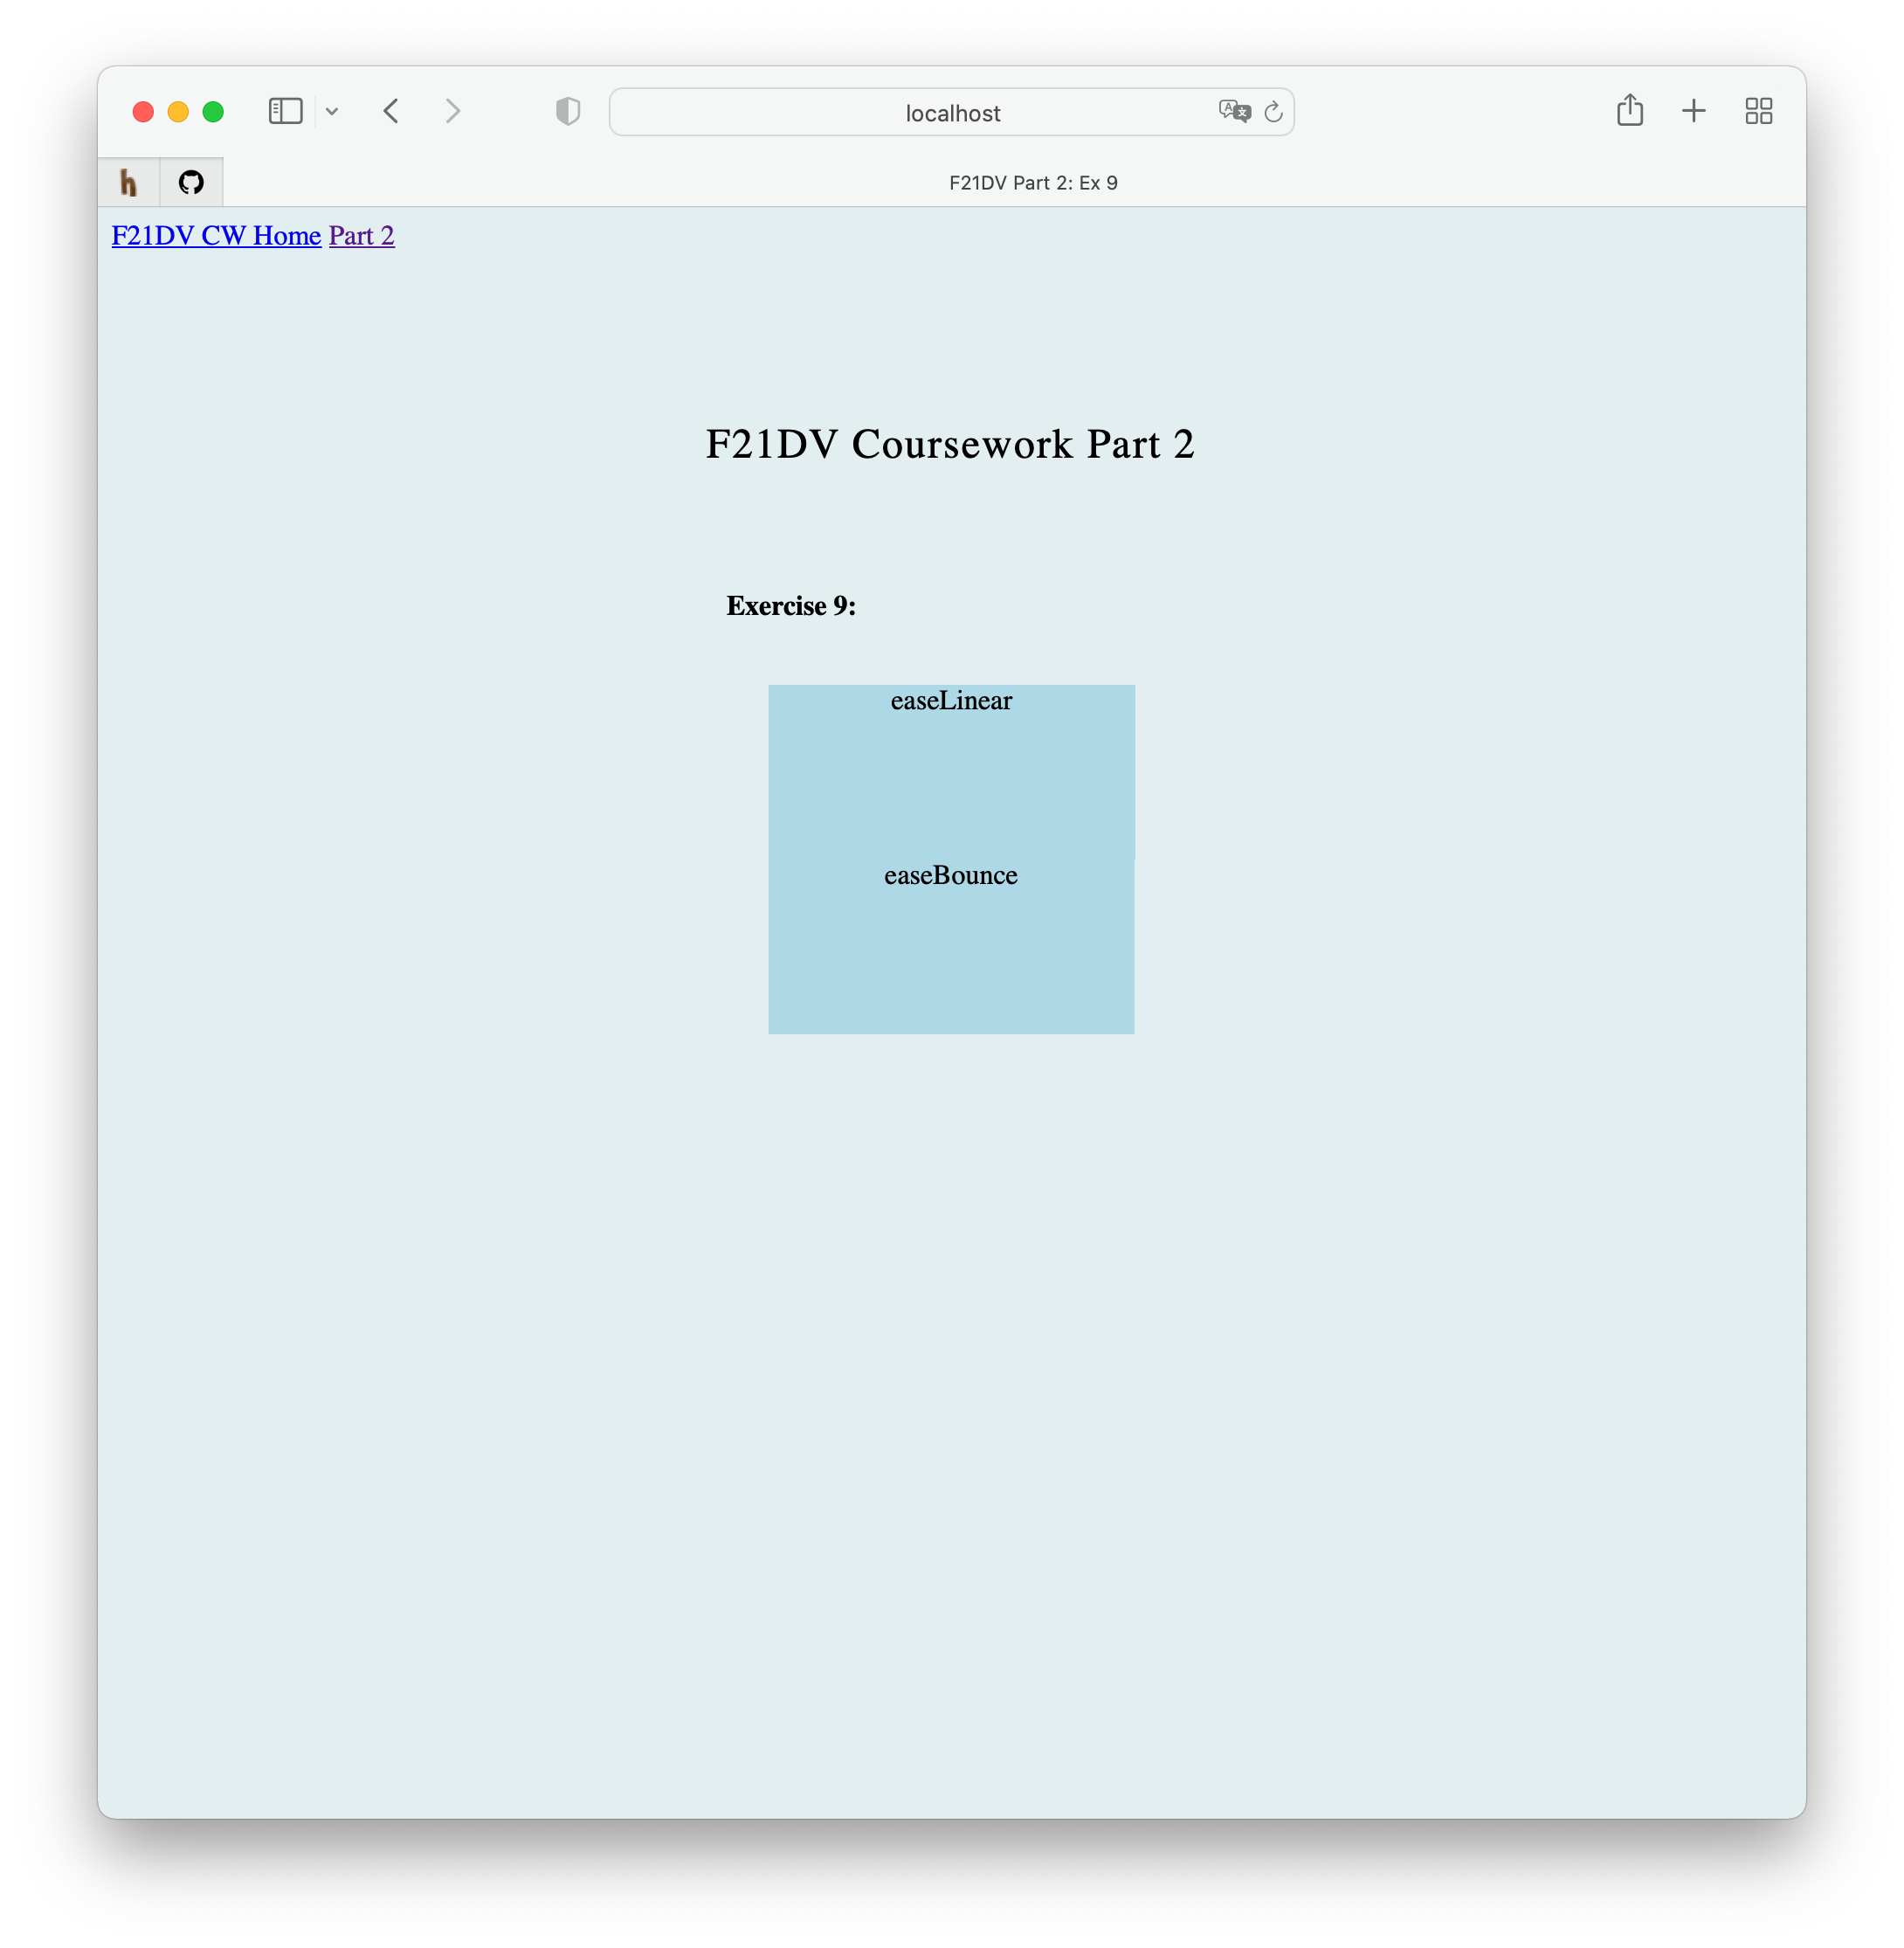 localhost
F21DV Part 2: Ex 9
F21DV CW Home Part 2
F21DV Coursework Part 2
Exercise 9:
easeLinear
easeBounce